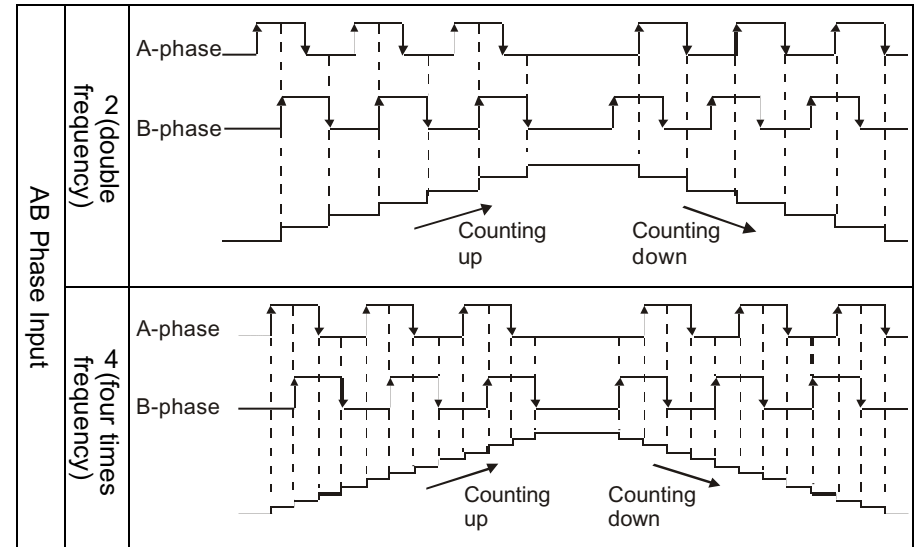 AB Phase Input
2 (double
frequency)
A-phase
B-phase
Counting
up
Counting
down
4 (four times
frequency)
A-phase
B-phase
Counting
up
Counting
down